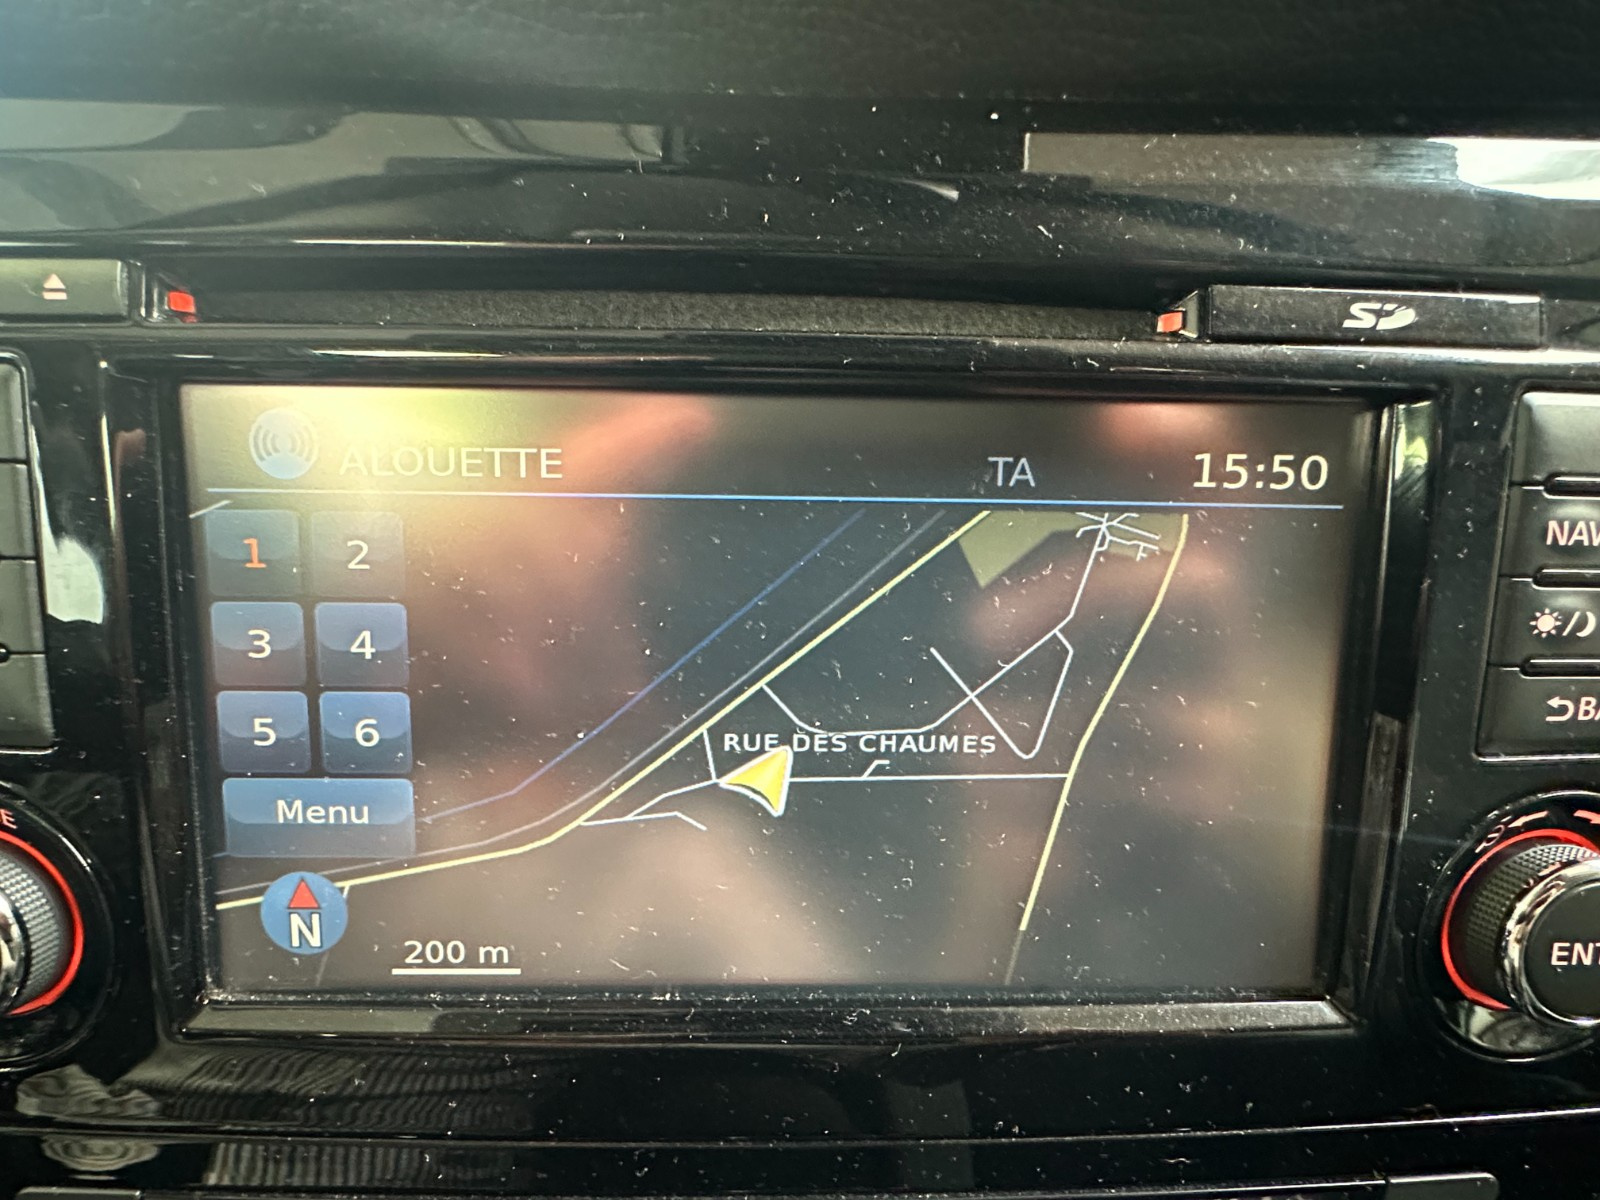 SD
ALOUETTE TA 15:50
1 2
3 4
5 6
Menu
RUE DES CHAUMES
N
200 m
NAV
BA
ENT
E